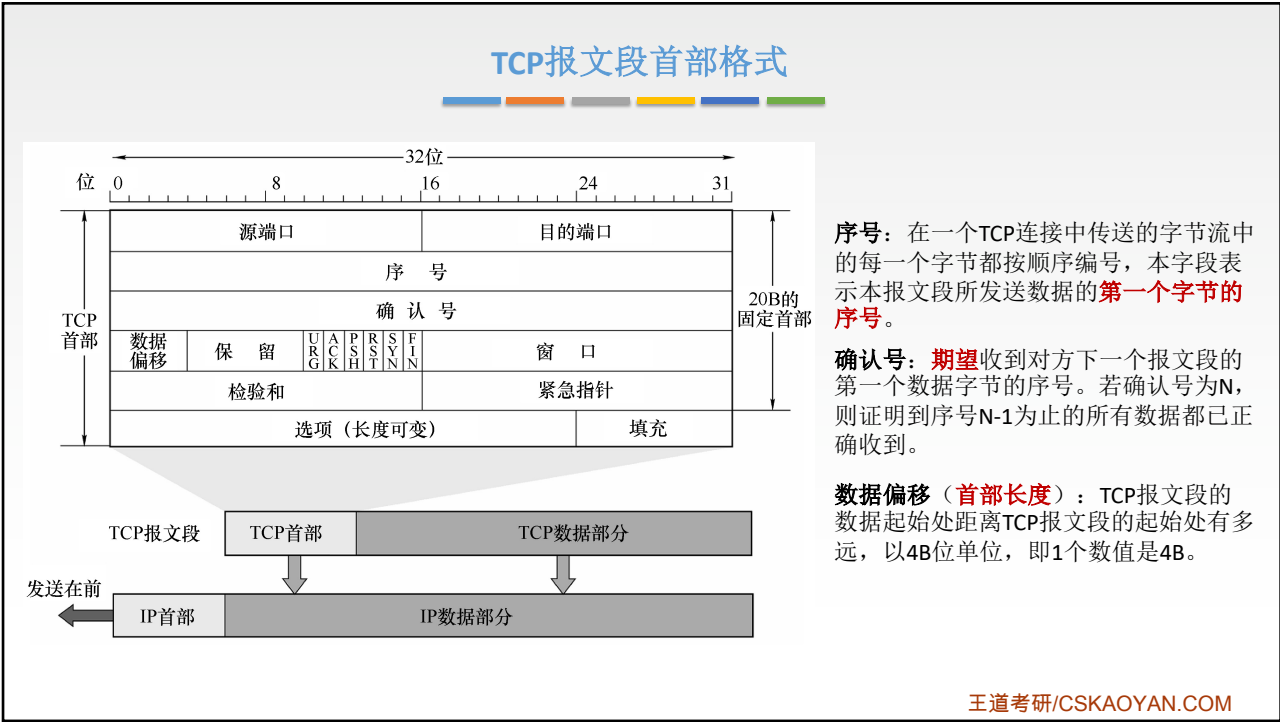 TCP报文段首部格式
32位
位 0 8 16 24 31
源端口 目的端口
序 号
确 认 号
TCP
首部
20B的
固定首部
数据
偏移
保 留
URG ACK PSH RST SYN FIN
窗 口
检验和 紧急指针
选项（长度可变） 填充
TCP报文段 TCP首部 TCP数据部分
发送在前
IP首部 IP数据部分
序号：在一个TCP连接中传送的字节流中
的每一个字节都按顺序编号，本字段表
示本报文段所发送数据的第一个字节的
序号。
确认号：期望收到对方下一个报文段的
第一个数据字节的序号。若确认号为N，
则证明到序号N-1为止的所有数据都已正
确收到。
数据偏移（首部长度）：TCP报文段的
数据起始处距离TCP报文段的起始处有多
远，以4B位单位，即1个数值是4B。
王道考研/CSKAOYAN.COM